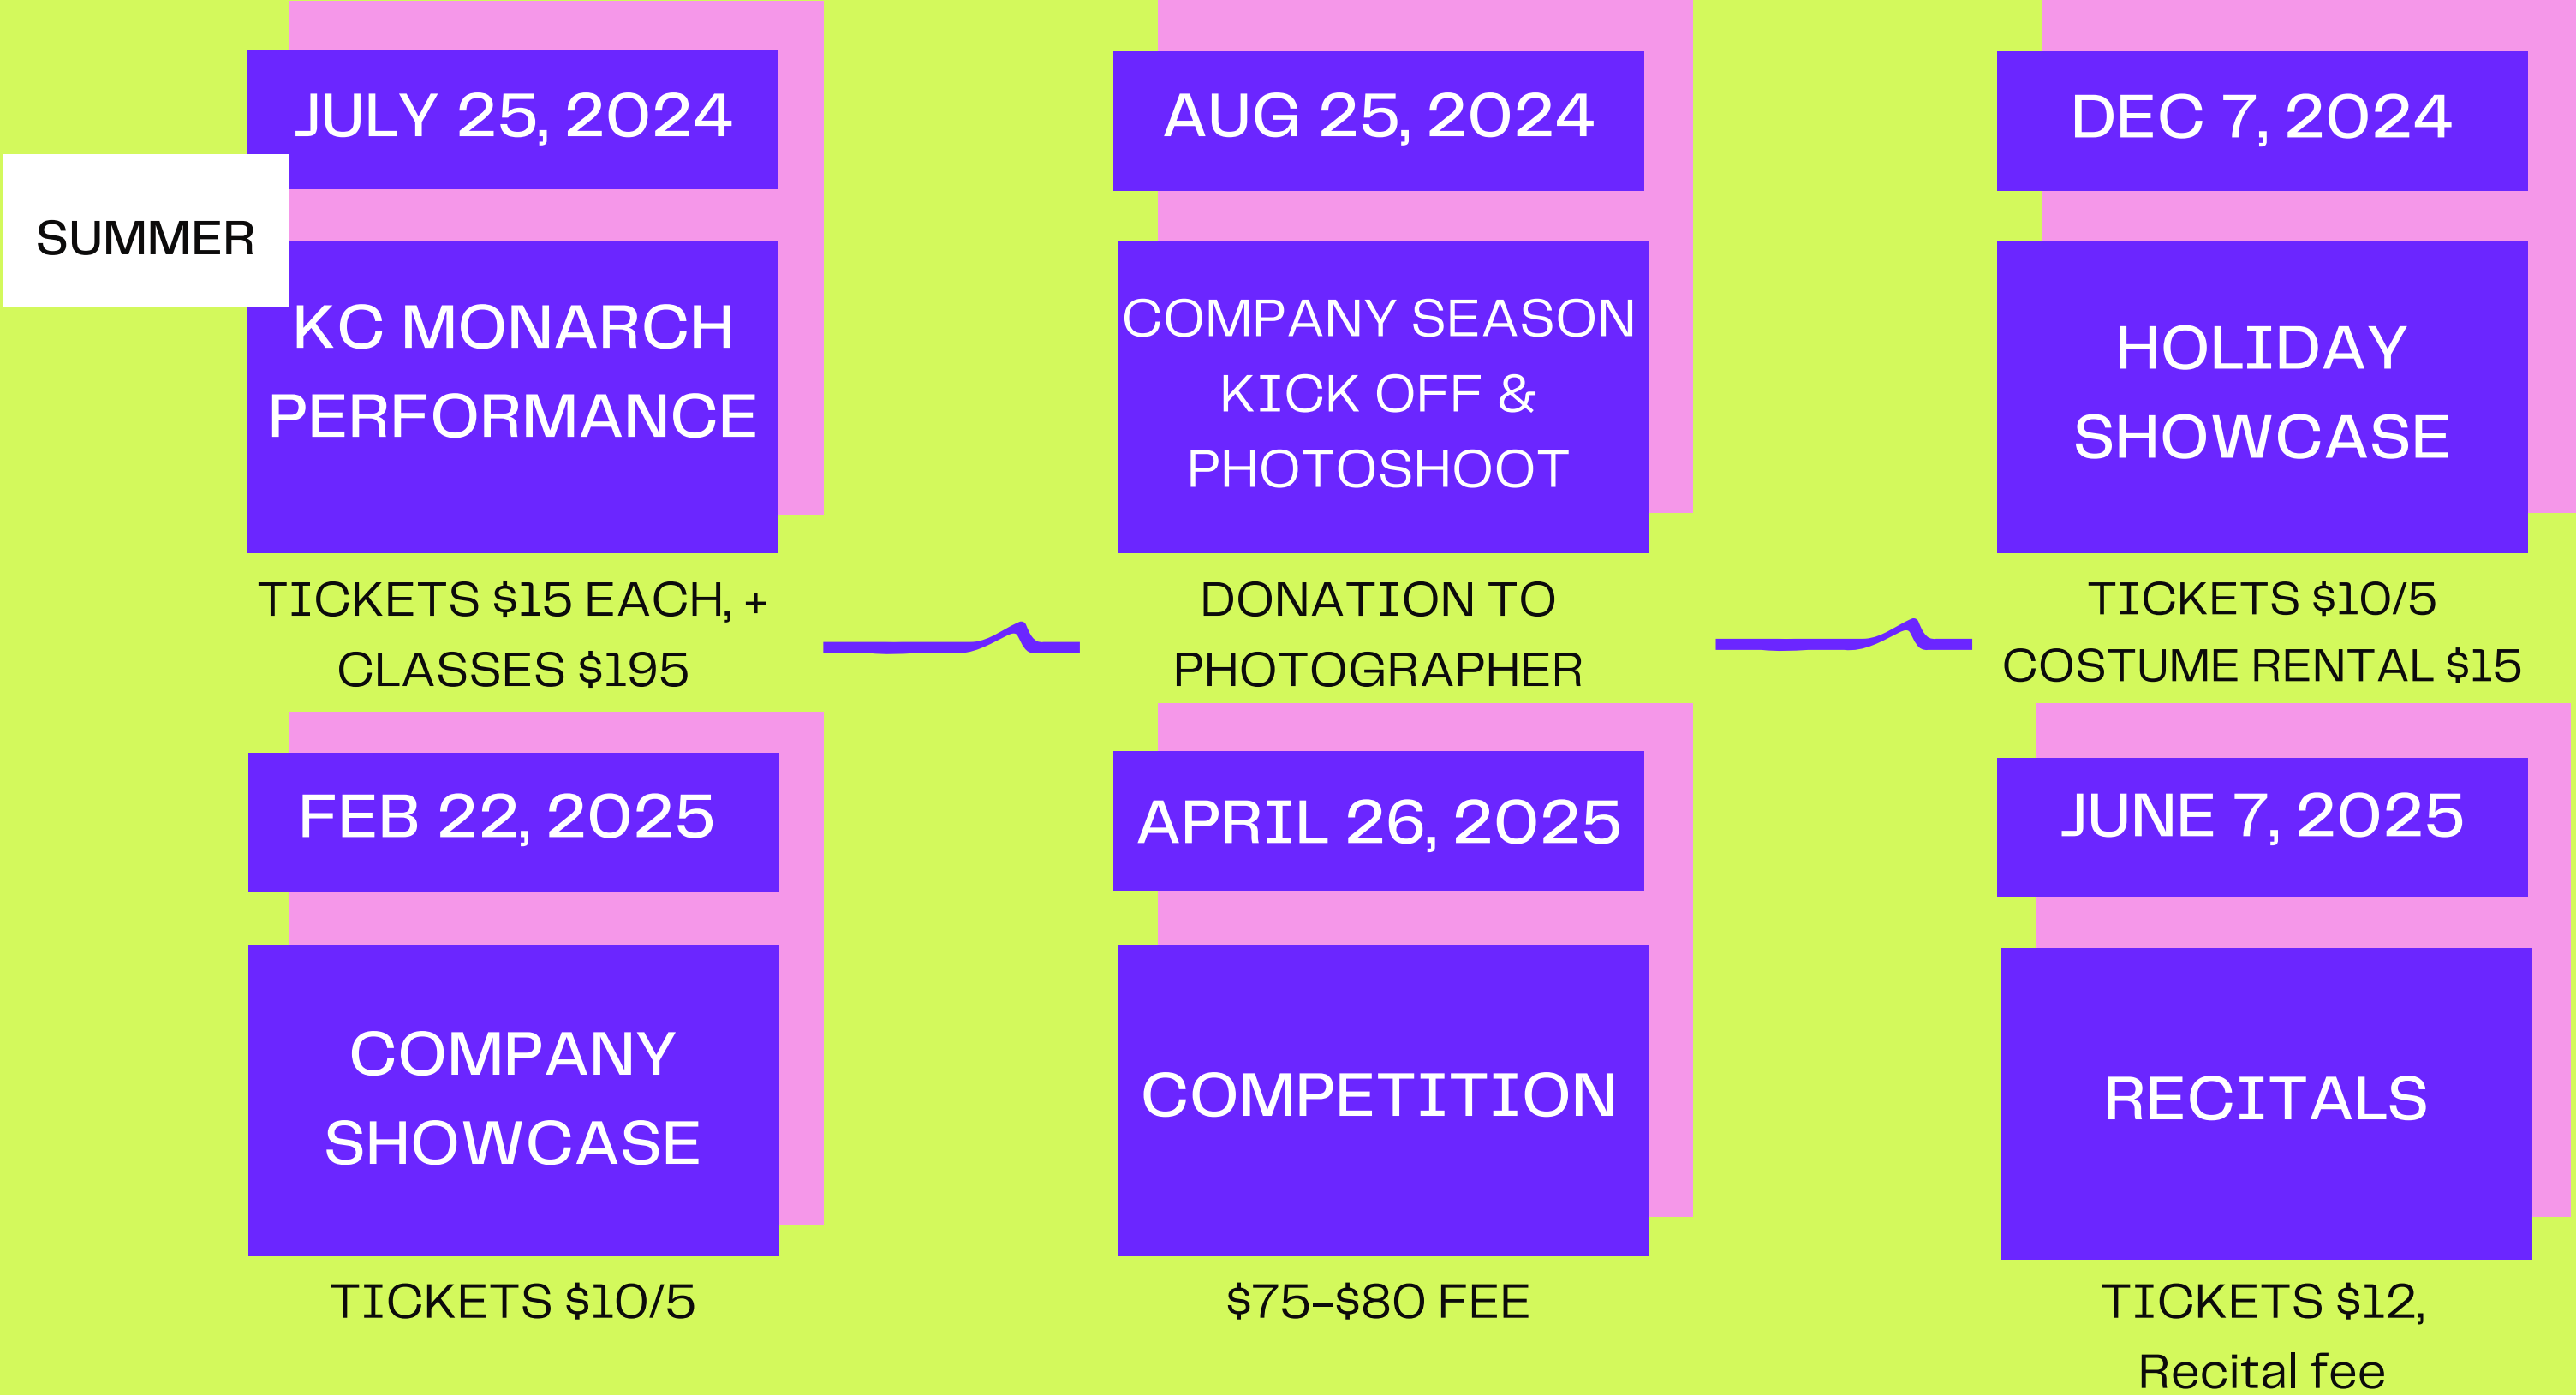 SUMMER
JULY 25, 2024
KC MONARCH
PERFORMANCE
TICKETS $15 EACH, +
CLASSES $195
AUG 25, 2024
COMPANY SEASON
KICK OFF &
PHOTOSHOOT
DONATION TO
PHOTOGRAPHER
DEC 7, 2024
HOLIDAY
SHOWCASE
TICKETS $10/5
COSTUME RENTAL $15
FEB 22, 2025
COMPANY
SHOWCASE
TICKETS $10/5
APRIL 26, 2025
COMPETITION
$75–$80 FEE
JUNE 7, 2025
RECITALS
TICKETS $12,
Recital fee